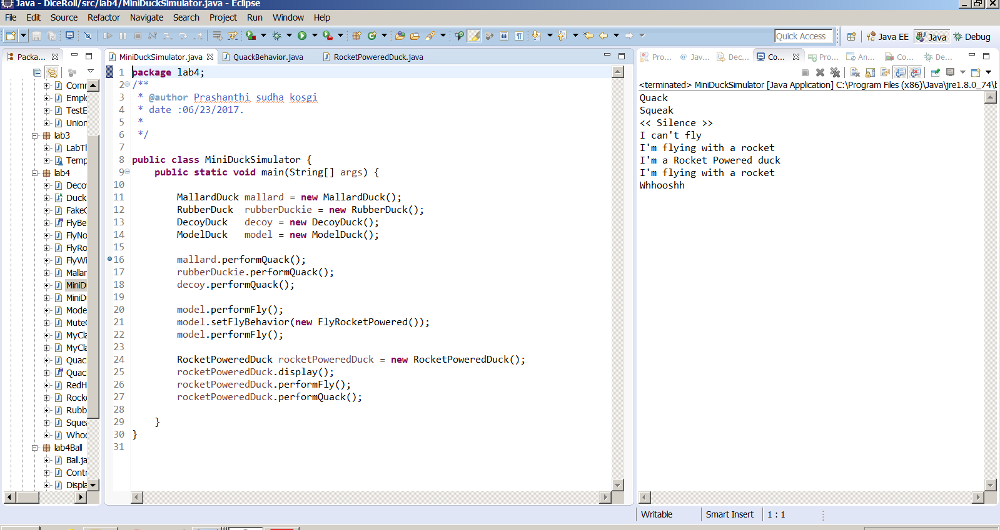 Java - DiceRoll/src/lab4/MiniDuckSimulator.java - Eclipse
File Edit Source Refactor Navigate Search Project Run Window Help
Quick Access
Java EE
Java
Debug
Packa...
MiniDuckSimulator.java
QuackBehavior.java
RocketPoweredDuck.java
Comm
Emplo
TestE
Union
lab3
LabTh
Temp
lab4
Deco
Duck
FakeQ
FlyBe
FlyNo
FlyRo
FlyWi
Mallar
MiniD
MiniD
Mode
MuteQ
MyCla
MyCla
Quac
Quac
RedH
Rocke
Rubb
Squea
Whoo
lab4Ball
Ball.ja
Contr
Displa
1 package lab4;
2 /**
3 * @author Prashanthi sudha kosgi
4 * date :06/23/2017.
5 *
6 */
7
8 public class MiniDuckSimulator {
9 public static void main(String[] args) {
10
11 MallardDuck mallard = new MallardDuck();
12 RubberDuck rubberDuckie = new RubberDuck();
13 DecoyDuck decoy = new DecoyDuck();
14 ModelDuck model = new ModelDuck();
15
16 mallard.performQuack();
17 rubberDuckie.performQuack();
18 decoy.performQuack();
19
20 model.performFly();
21 model.setFlyBehavior(new FlyRocketPowered());
22 model.performFly();
23
24 RocketPoweredDuck rocketPoweredDuck = new RocketPoweredDuck();
25 rocketPoweredDuck.display();
26 rocketPoweredDuck.performFly();
27 rocketPoweredDuck.performQuack();
28
29 }
30 }
31
Pro...
@ Jav...
Dec...
Co...
Pro...
An...
Co...
De...
<terminated> MiniDuckSimulator [Java Application] C:\Program Files (x86)\Java\jre1.8.0_74\b
Quack
Squeak
<< Silence >>
I can't fly
I'm flying with a rocket
I'm a Rocket Powered duck
I'm flying with a rocket
Whhooshh
Writable
Smart Insert
1 : 1